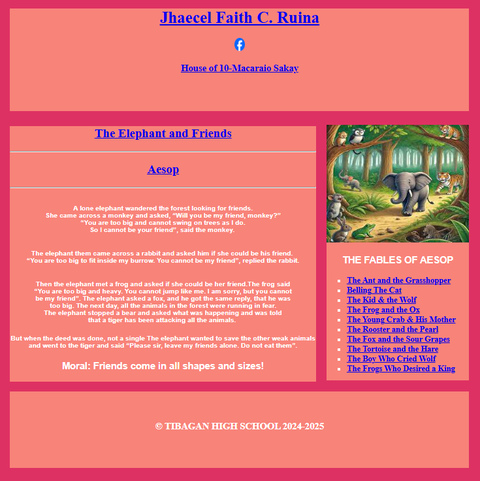 Jhaecel Faith C. Ruina
House of 10-Macaraio Sakay
The Elephant and Friends
Aesop
A lone elephant wandered the forest looking for friends.
She came across a monkey and asked, "Will you be my friend, monkey?"
"You are too big and cannot swing on trees as I do.
So I cannot be your friend", said the monkey.
The elephant them came across a rabbit and asked him if she could be his friend.
"You are too big to fit inside my burrow. You cannot be my friend", replied the rabbit.
Then the elephant met a frog and asked if she could be her friend.The frog said
"You are too big and heavy. You cannot jump like me. I am sorry, but you cannot
be my friend". The elephant asked a fox, and he got the same reply, that he was
too big. The next day, all the animals in the forest were running in fear.
The elephant stopped a bear and asked what was happening and was told
that a tiger has been attacking all the animals.
But when the deed was done, not a single The elephant wanted to save the other weak animals
and went to the tiger and said "Please sir, leave my friends alone. Do not eat them".
Moral: Friends come in all shapes and sizes!
THE FABLES OF AESOP
The Ant and the Grasshopper
Belling The Cat
The Kid & the Wolf
The Frog and the Ox
The Young Crab & His Mother
The Rooster and the Pearl
The Fox and the Sour Grapes
The Tortoise and the Hare
The Boy Who Cried Wolf
The Frogs Who Desired a King
© TIBAGAN HIGH SCHOOL 2024-2025